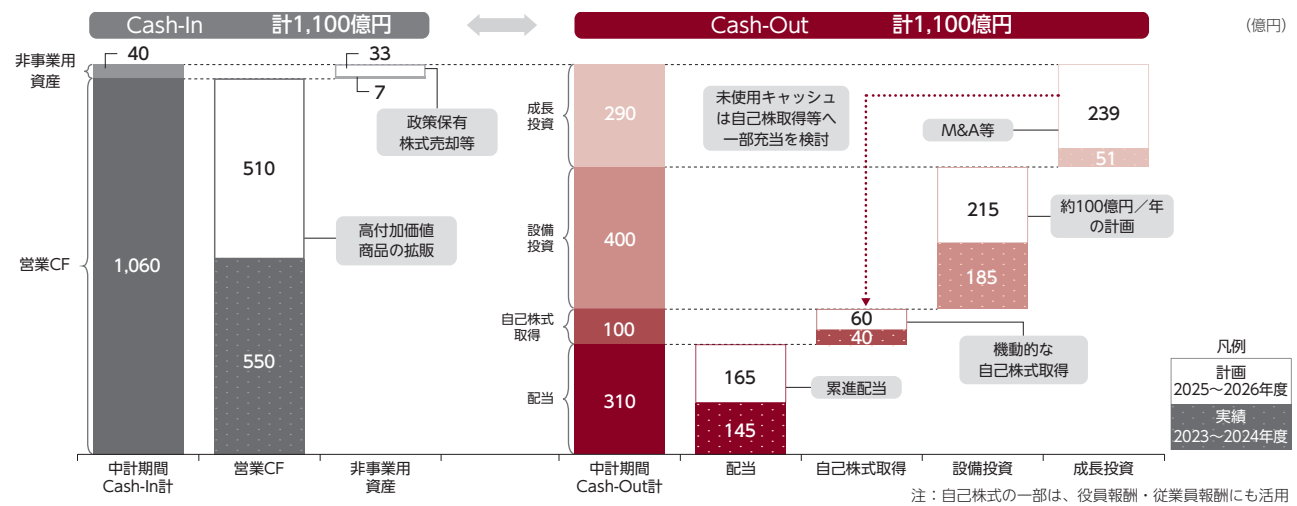 Cash-In 計1,100億円
Cash-Out 計1,100億円
(億円)
非事業用
資産
40
営業CF
1,060
510
550
33
7
政策保有
株式売却等
高付加価値
商品の拡販
中計期間
Cash-In計
営業CF
非事業用
資産
成長
投資
290
設備
投資
400
自己株式
取得
100
配当
310
165
145
累進配当
60
40
機動的な
自己株式取得
未使用キャッシュ
は自己株取得等へ
一部充当を検討
215
185
約100億円/年
の計画
M&A等
239
51
中計期間
Cash-Out計
配当
自己株式取得
設備投資
成長投資
凡例
計画
2025~2026年度
実績
2023~2024年度
注:自己株式の一部は、役員報酬・従業員報酬にも活用